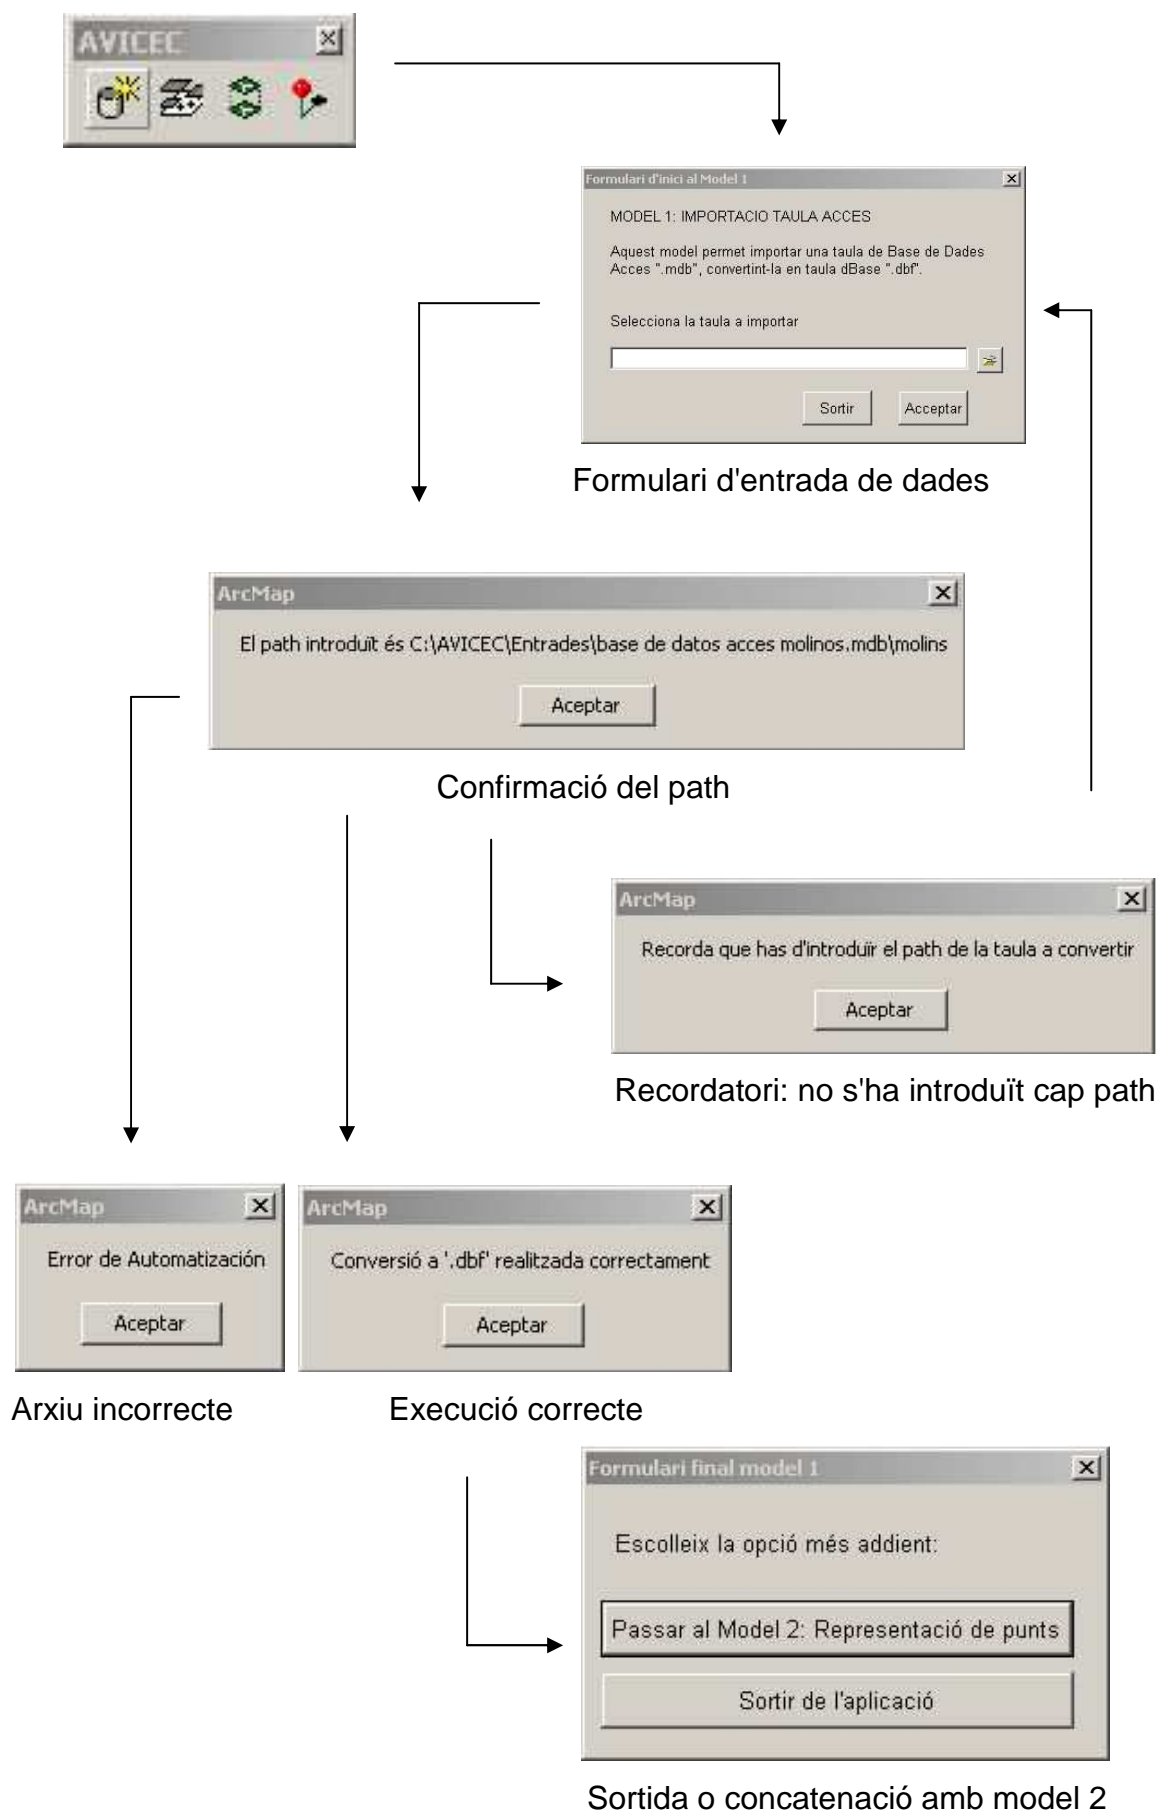 AVICEC
Formulari d'inici al Model 1
MODEL 1: IMPORTACIO TAULA ACCES
Aquest model permet importar una taula de Base de Dades
Acces ".mdb", convertint-la en taula dBase ".dbf".
Selecciona la taula a importar
Sortir
Acceptar
Formulari d'entrada de dades
ArcMap
El path introduït és C:\AVICEC\Entrades\base de datos acces molinos.mdb\molins
Aceptar
Confirmació del path
ArcMap
Recorda que has d'introduïr el path de la taula a convertir
Aceptar
Recordatori: no s'ha introduït cap path
ArcMap
Error de Automatización
Aceptar
Arxiu incorrecte
ArcMap
Conversió a '.dbf' realitzada correctament
Aceptar
Execució correcte
Formulari final model 1
Escolleix la opció més addient:
Passar al Model 2: Representació de punts
Sortir de l'aplicació
Sortida o concatenació amb model 2